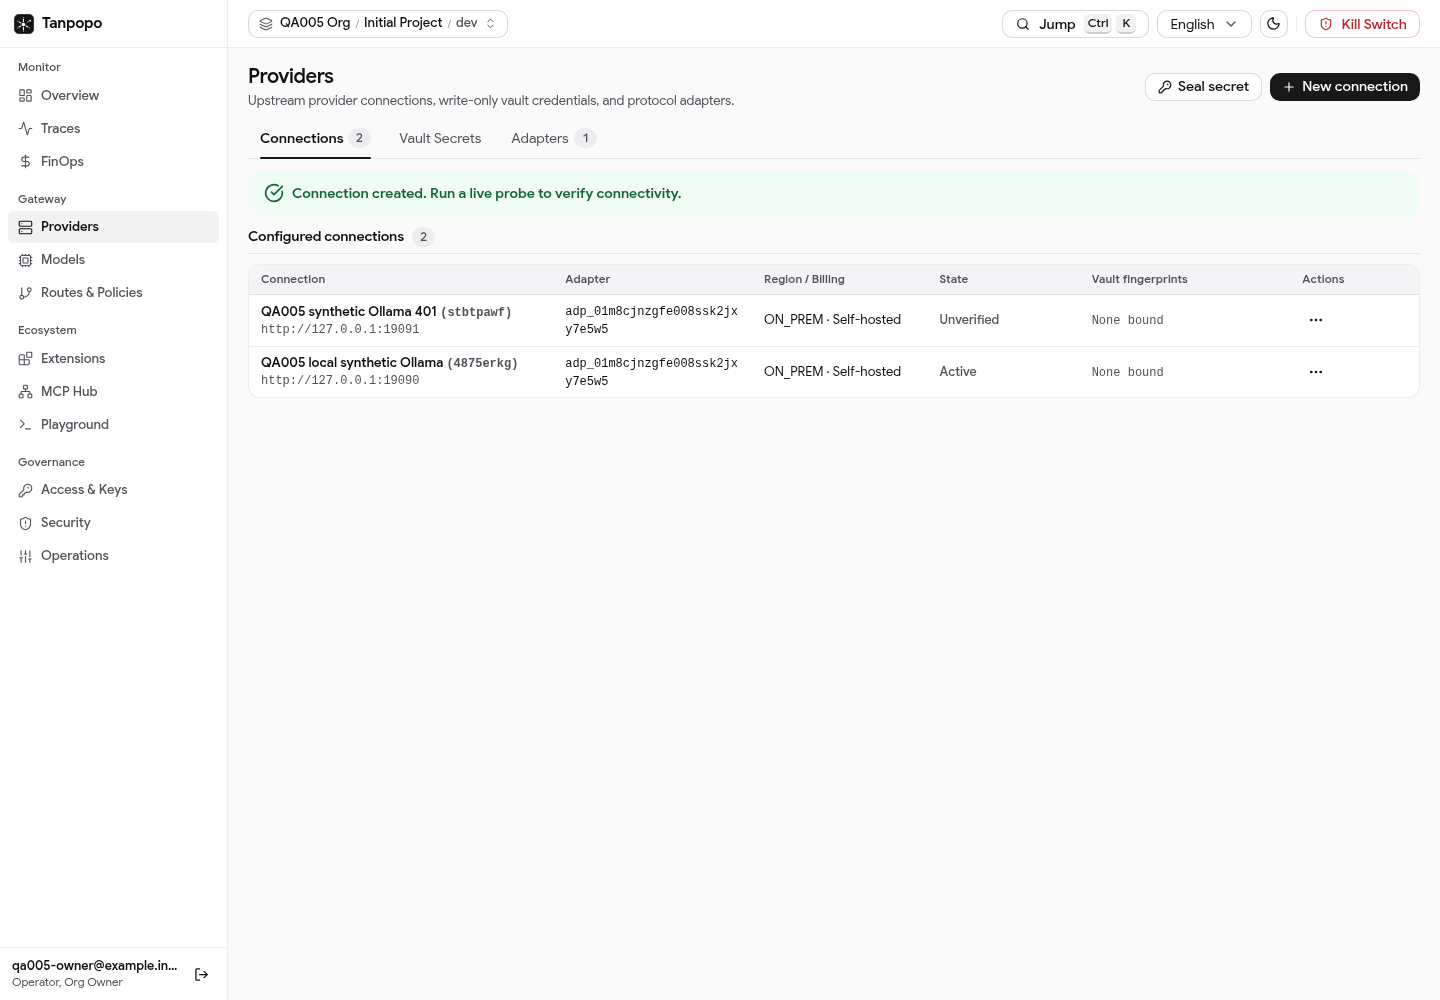 Tanpopo
QA005 Org / Initial Project / dev
Jump Ctrl K
English
Kill Switch
Monitor
Overview
Traces
FinOps
Gateway
Providers
Models
Routes & Policies
Ecosystem
Extensions
MCP Hub
Playground
Governance
Access & Keys
Security
Operations
qa005-owner@example.in...
Operator, Org Owner
Providers
Upstream provider connections, write-only vault credentials, and protocol adapters.
Seal secret
New connection
Connections 2
Vault Secrets
Adapters 1
Connection created. Run a live probe to verify connectivity.
Configured connections 2
Connection Adapter Region / Billing State Vault fingerprints Actions
QA005 synthetic Ollama 401 (stbtpawf)
http://127.0.0.1:19091
adp_01m8cjnzgfe008ssk2jx
y7e5w5
ON_PREM · Self-hosted
Unverified
None bound
QA005 local synthetic Ollama (4875erkg)
http://127.0.0.1:19090
adp_01m8cjnzgfe008ssk2jx
y7e5w5
ON_PREM · Self-hosted
Active
None bound